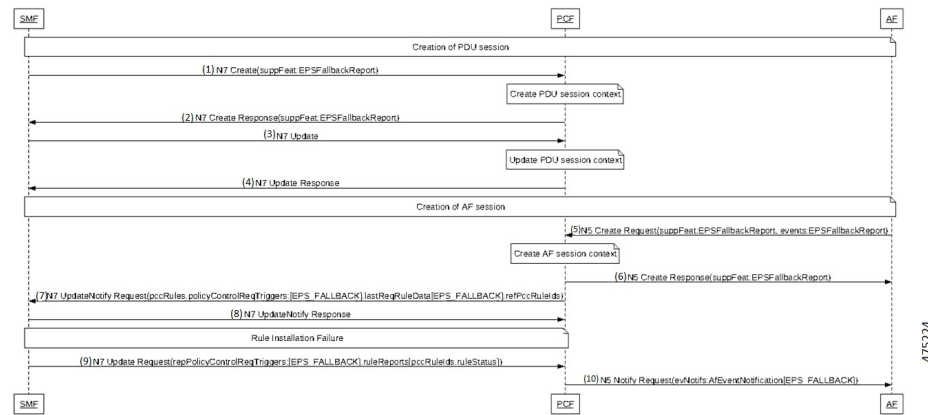 SMF PCF AF
Creation of PDU session
(1) N7 Create(suppFeat:EPSFallbackReport)
Create PDU session context
(2) N7 Create Response(suppFeat:EPSFallbackReport)
(3) N7 Update
Update PDU session context
(4) N7 Update Response
Creation of AF session
(5) N5 Create Request(suppFeat:EPSFallbackReport, events:EPSFallbackReport)
Create AF session context
(6) N5 Create Response(suppFeat:EPSFallbackReport)
(7) N7 UpdateNotify Request(pccRules.policyControlReqTriggers:[EPS_FALLBACK].lastReqRuleData[EPS_FALLBACK].refPccRuleIds)
(8) N7 UpdateNotify Response
Rule Installation Failure
(9) N7 Update Request(repPolicyControlReqTriggers:[EPS_FALLBACK].ruleReports[pccRuleIds.ruleStatus])
(10) N5 Notify Request(evNotifs:AfEventNotification[EPS_FALLBACK])
SMF PCF AF
475224